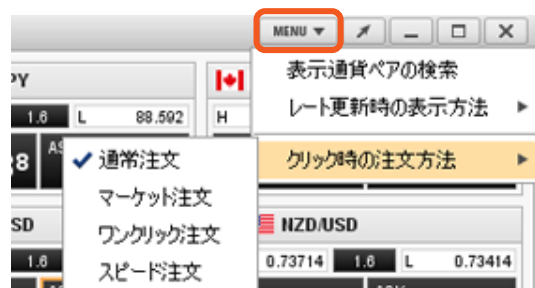 MENU ▼
PY
表示通貨ペアの検索
1.6 L 88.592 H
レート更新時の表示方法 ▶
8 AS
✔ 通常注文
クリック時の注文方法 ▶
マーケット注文
SD
NZD/USD
ワンクリック注文
1.6
0.73714 1.6 L 0.73414
スピード注文